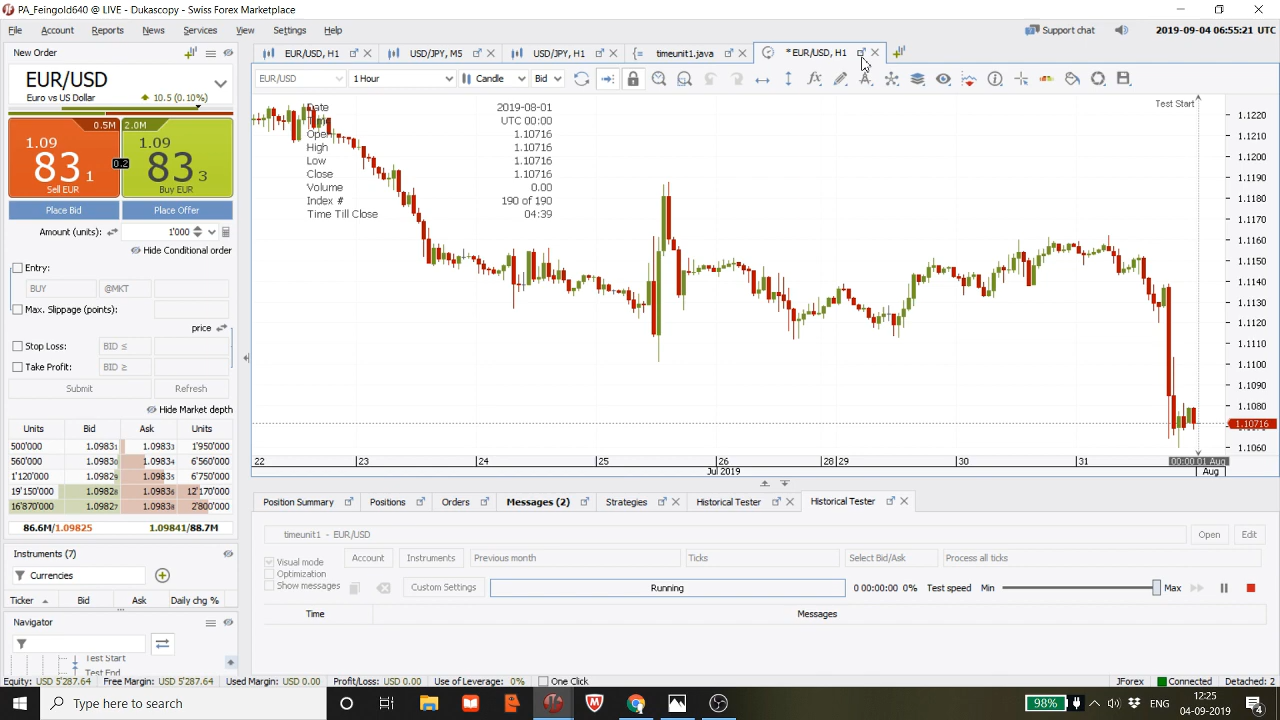 PA_Feingold640 @ LIVE - Dukascopy - Swiss Forex Marketplace
File Account Reports News Services View Settings Help
Support chat 2019-09-04 06:55:21 UTC
New Order
EUR/USD, H1
USD/JPY, M5
USD/JPY, H1
timeunit1.java
* EUR/USD, H1
EUR/USD
Euro vs US Dollar 10.5 (0.10%)
EUR/USD 1 Hour Candle Bid
0.5M 2.0M
1.09 1.09
83 1 0.2 83 3
Sell EUR Buy EUR
Place Bid Place Offer
Amount (units): 1'000
Hide Conditional order
Entry:
BUY @MKT
Max. Slippage (points):
price
Stop Loss: BID ≤
Take Profit: BID ≥
Submit Refresh
Hide Market depth
Units Bid Ask Units
500'000 1.09831 1.09833 1'950'000
560'000 1.0983 1.09834 6'560'000
1'120'000 1.0982 1.09835 6'750'000
19'150'000 1.0982 1.0983 12'170'000
16'870'000 1.0982 1.0983 2'800'000
86.6M/1.09825 1.09841/88.7M
Instruments (7)
Currencies
Ticker Bid Ask Daily chg %
Navigator
Test Start
Test End
Date 2019-08-01
UTC 00:00
Open 1.10716
High 1.10716
Low 1.10716
Close 1.10716
Volume 0.00
Index # 190 of 190
Time Till Close 04:39
Test Start
1.1220
1.1200
1.1190
1.1180
1.1170
1.1160
1.1150
1.1140
1.1130
1.1120
1.1110
1.1100
1.1090
1.1080
1.10716
1.1060
22 23 24 25 26 28 29 30 31 00:00:00 01 Aug
Jul 2019 Aug
Position Summary Positions Orders Messages (2) Strategies Historical Tester Historical Tester
timeunit1 - EUR/USD Open Edit
Visual mode Account Instruments Previous month Ticks Select Bid/Ask Process all ticks
Optimization
Show messages Custom Settings Running 0 00:00:00 0% Test speed Min Max
Time Messages
Equity: USD 5'287.64 Free Margin: USD 5'287.64 Used Margin: USD 0.00 Profit/Loss: USD 0.00 Use of Leverage: 0% One Click JForex Connected Detached: 2
Type here to search
98% ENG 12:25
04-09-2019
4